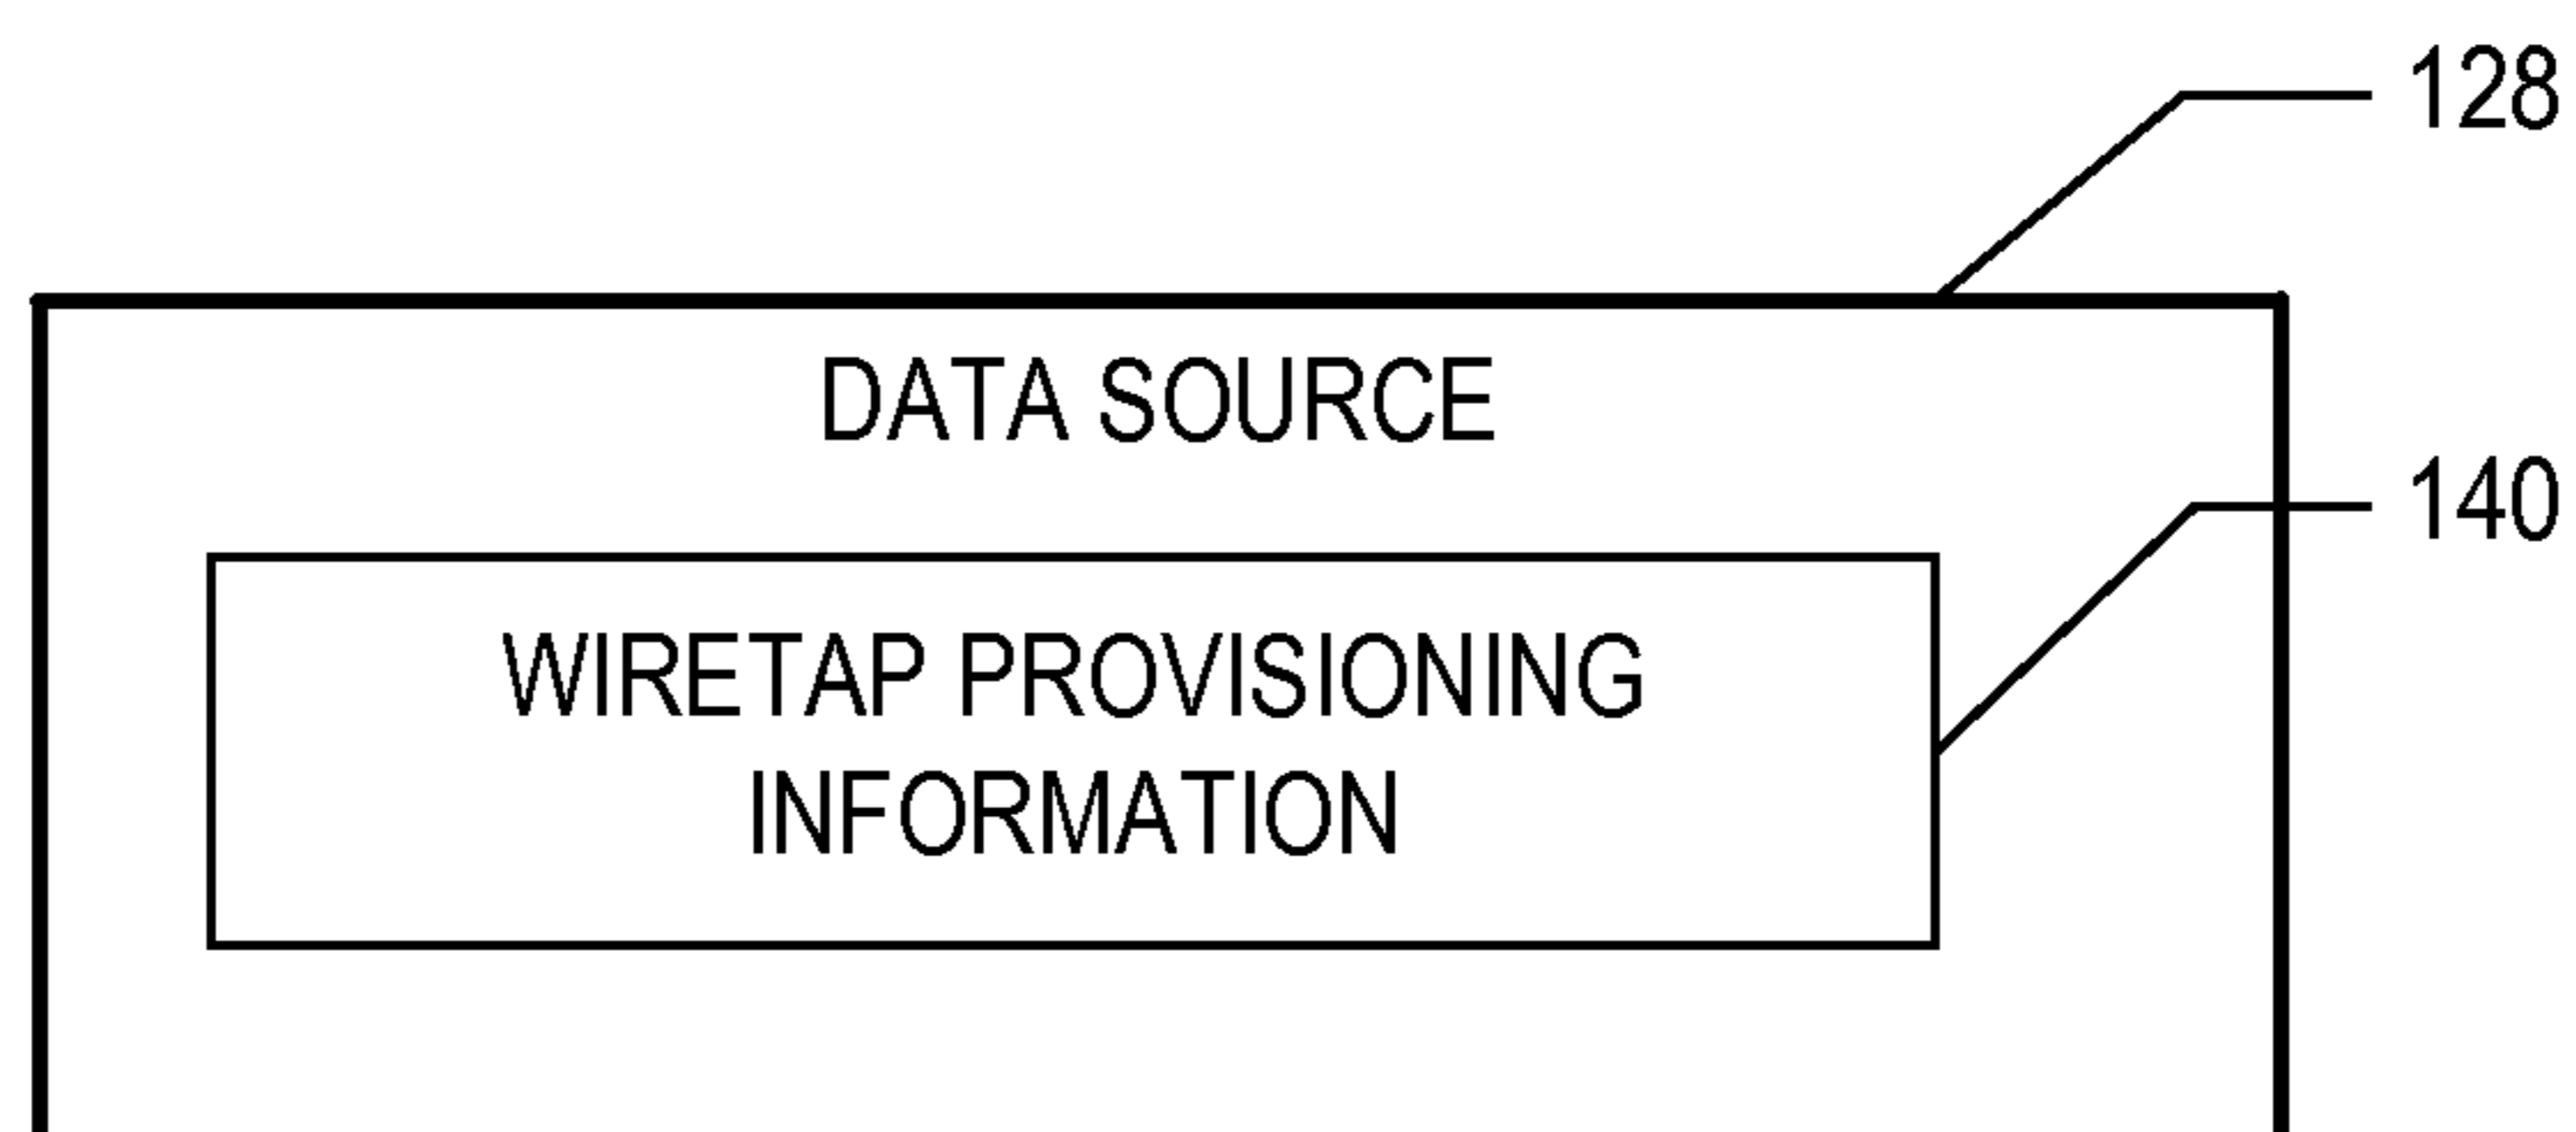 128
DATA SOURCE
140
WIRETAP PROVISIONING
INFORMATION